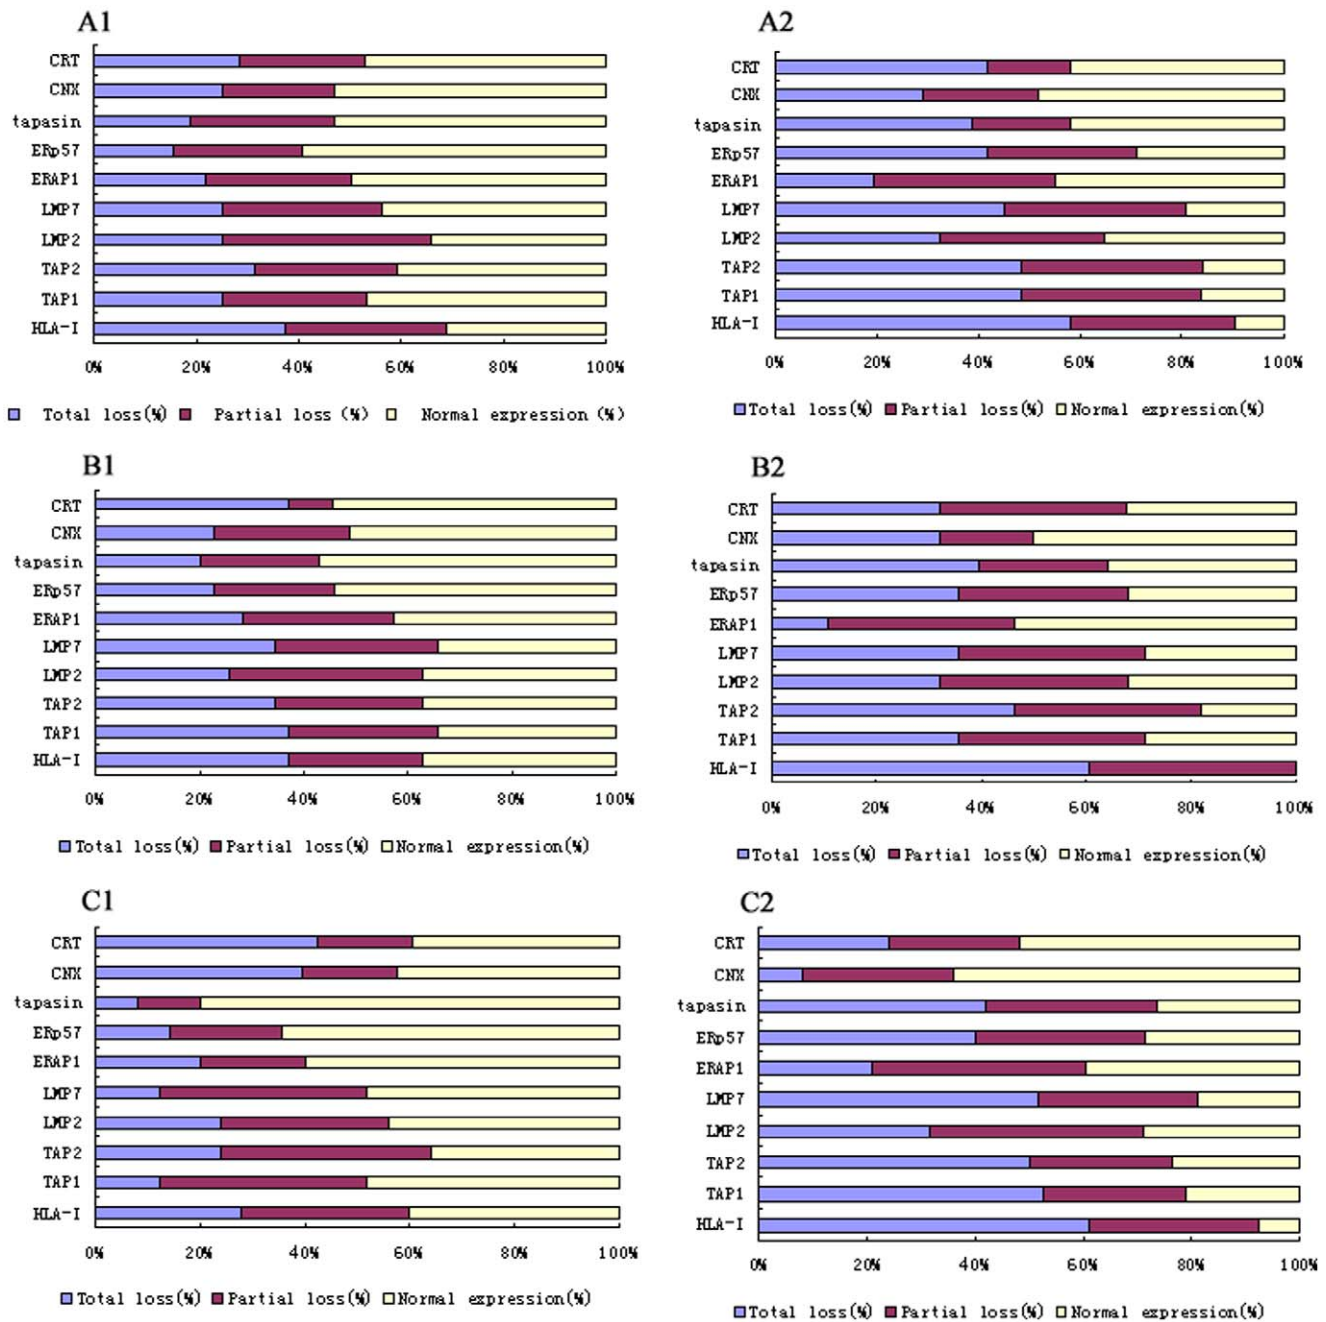 A1
CRT
CNX
tapasin
ERp57
ERAP1
LMP7
LMP2
TAP2
TAP1
HLA-I
0% 20% 40% 60% 80% 100%
Total loss(%) Partial loss (%) Normal expression (%)
A2
CRT
CNX
tapasin
ERp57
ERAP1
LMP7
LMP2
TAP2
TAP1
HLA-I
0% 20% 40% 60% 80% 100%
Total loss(%) Partial loss(%) Normal expression(%)
B1
CRT
CNX
tapasin
ERp57
ERAP1
LMP7
LMP2
TAP2
TAP1
HLA-I
0% 20% 40% 60% 80% 100%
Total loss(%) Partial loss(%) Normal expression(%)
B2
CRT
CNX
tapasin
ERp57
ERAP1
LMP7
LMP2
TAP2
TAP1
HLA-I
0% 20% 40% 60% 80% 100%
Total loss(%) Partial loss(%) Normal expression(%)
C1
CRT
CNX
tapasin
ERp57
ERAP1
LMP7
LMP2
TAP2
TAP1
HLA-I
0% 20% 40% 60% 80% 100%
Total loss(%) Partial loss(%) Normal expression(%)
C2
CRT
CNX
tapasin
ERp57
ERAP1
LMP7
LMP2
TAP2
TAP1
HLA-I
0% 20% 40% 60% 80% 100%
Total loss(%) Partial loss(%) Normal expression(%)